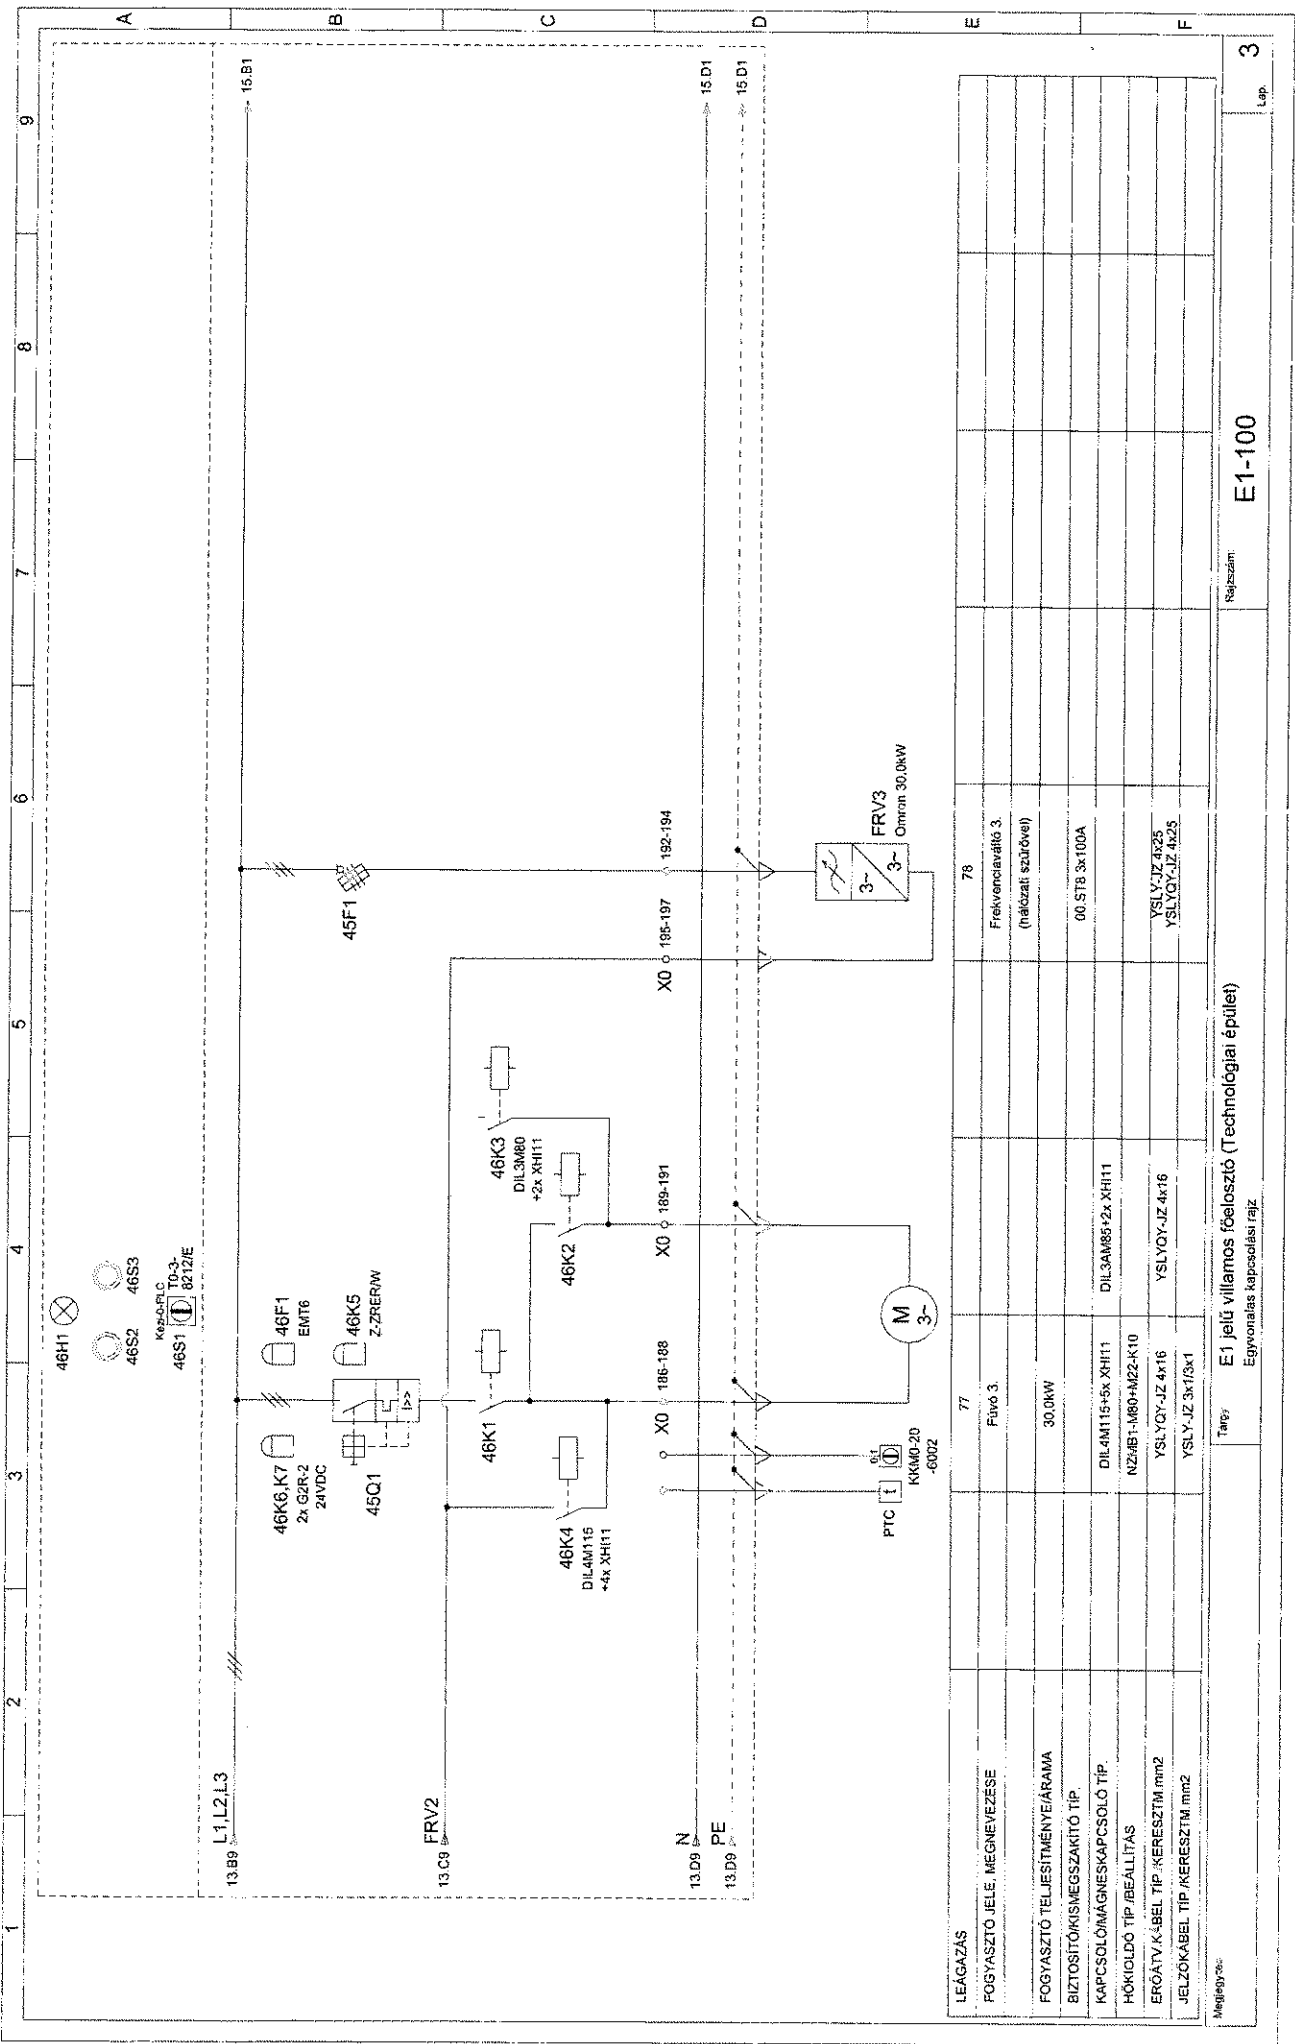 1 2 3 4 5 6 7 8 9
A
B
C
D
E
F
46H1
46S2
46S3
Kézi-0-PLC
46S1
T0-3-
8212/E
L1,L2,L3
13.B9
15.B1
46K6,K7
2x G2R-2
24VDC
46F1
EMT6
45Q1
I>>
46K5
Z-ZRER/W
45F1
FRV2
13.C9
46K1
46K3
DIL3M80
+2x XHI11
46K4
DIL4M115
+4x XHI11
46K2
X0 186-188
X0 189-191
X0 195-197
192-194
N
13.D9
15.D1
PE
13.D9
15.D1
PTC
t
0-1
KKM0-20
-6002
M
3~
3~
3~
FRV3
Omron 30,0kW
LEÁGAZÁS 77 78
FOGYASZTÓ JELE, MEGNEVEZÉSE Fúvó 3. Frekvenciaváltó 3.
(hálózati szűrővel)
FOGYASZTÓ TELJESÍTMÉNYE/ÁRAMA 30,0kW
BIZTOSÍTÓ/KISMEGSZAKÍTÓ TÍP. 00.ST8 3x100A
KAPCSOLÓ/MÁGNESKAPCSOLÓ TÍP. DIL4M115+5x XHI11 DIL3AM85+2x XHI11
HŐKIOLDÓ TÍP./BEÁLLÍTÁS NZMB1-M80+M22-K10
ERŐÁTV.KÁBEL TÍP./KERESZTM.mm2 YSLYQY-JZ 4x16 YSLYQY-JZ 4x16 YSLY-JZ 4x25
YSLYQY-JZ 4x25
JELZŐKÁBEL TÍP./KERESZTM.mm2 YSLY-JZ 3x1/3x1
Megjegyzés:
Tárgy:
E1 jelű villamos főelosztó (Technológiai épület)
Egyvonalas kapcsolási rajz
Rajzszám:
E1-100
Lap.
3